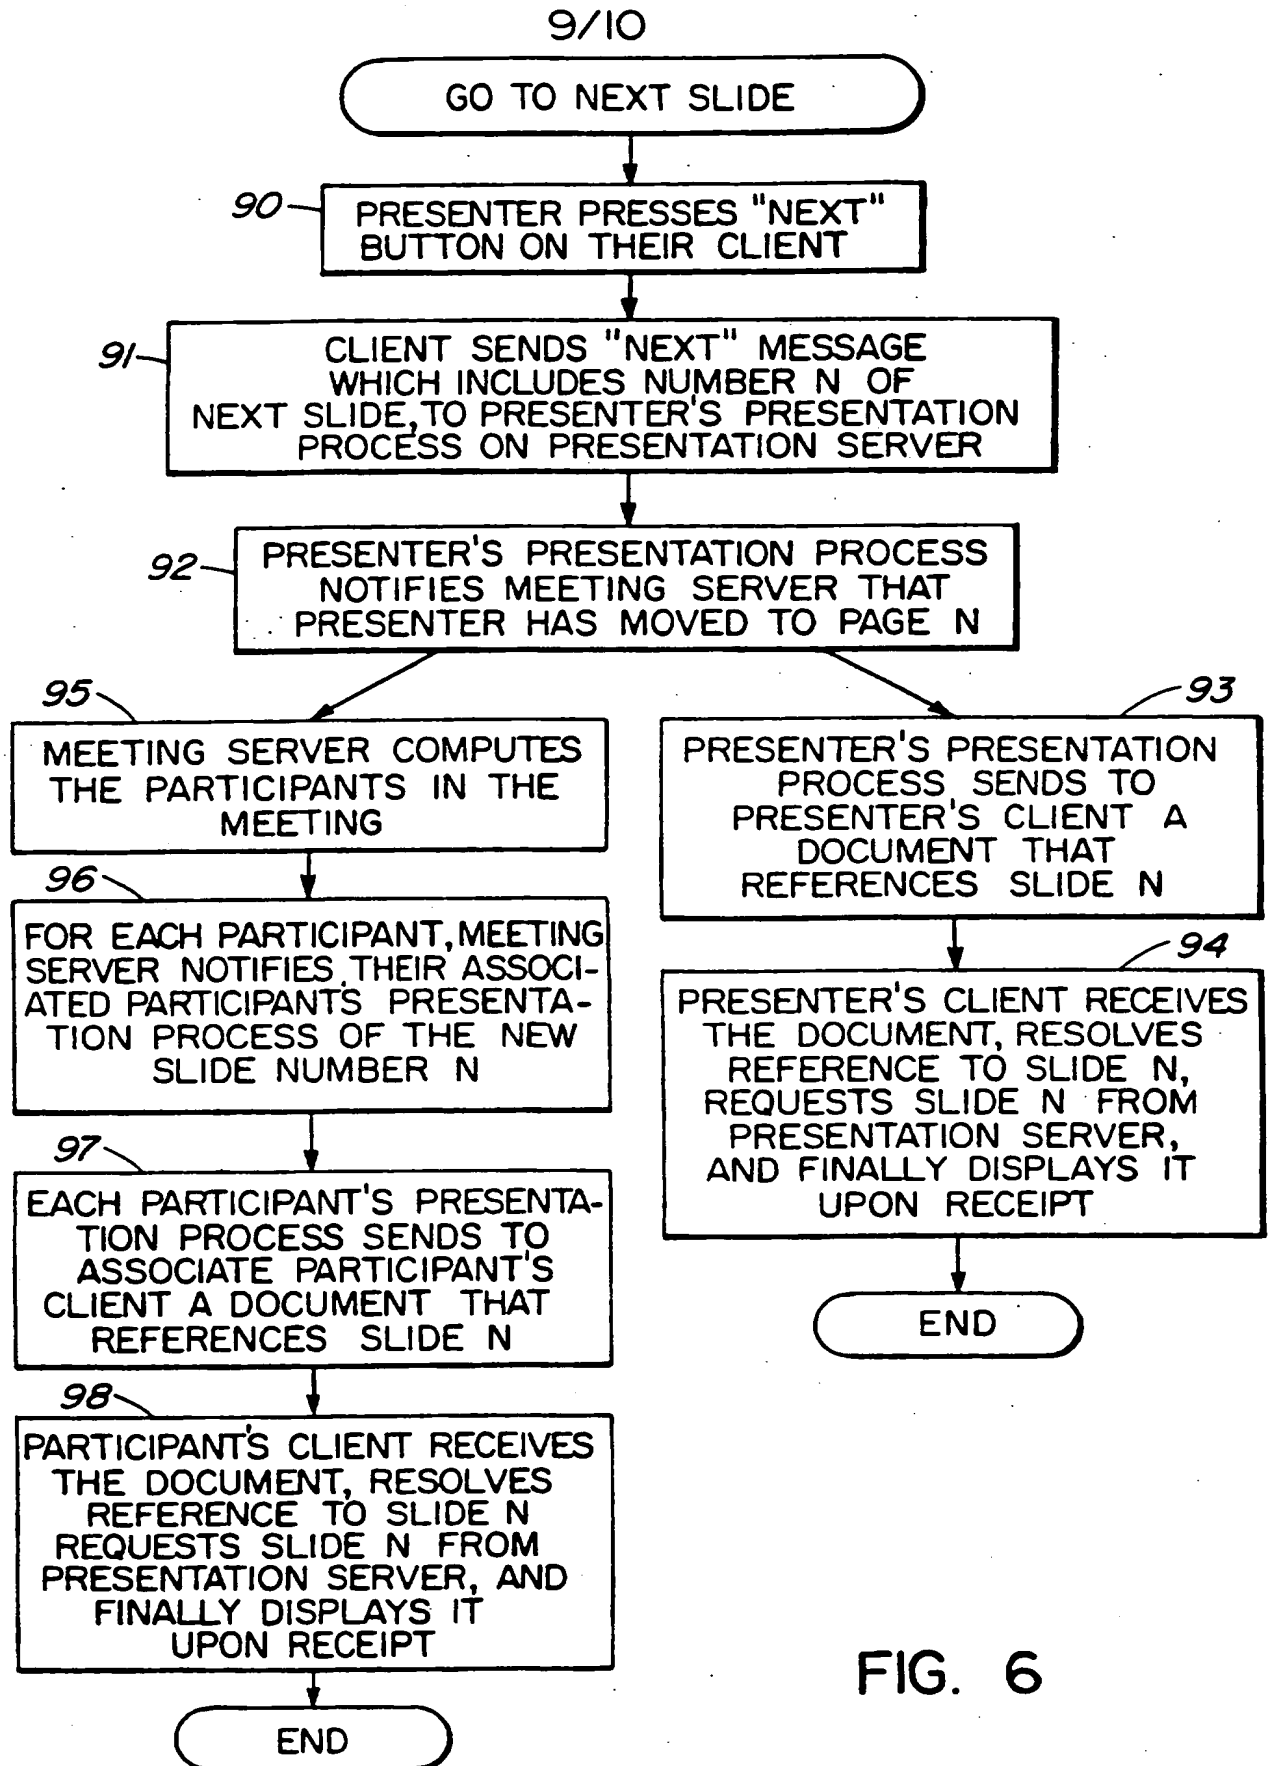 9/10
GO TO NEXT SLIDE
90
PRESENTER PRESSES "NEXT"
BUTTON ON THEIR CLIENT
91
CLIENT SENDS "NEXT" MESSAGE
WHICH INCLUDES NUMBER N OF
NEXT SLIDE, TO PRESENTER'S PRESENTATION
PROCESS ON PRESENTATION SERVER
92
PRESENTER'S PRESENTATION PROCESS
NOTIFIES MEETING SERVER THAT
PRESENTER HAS MOVED TO PAGE N
95
MEETING SERVER COMPUTES
THE PARTICIPANTS IN THE
MEETING
96
FOR EACH PARTICIPANT, MEETING
SERVER NOTIFIES THEIR ASSOCI-
ATED PARTICIPANT'S PRESENTA-
TION PROCESS OF THE NEW
SLIDE NUMBER N
97
EACH PARTICIPANT'S PRESENTA-
TION PROCESS SENDS TO
ASSOCIATE PARTICIPANT'S
CLIENT A DOCUMENT THAT
REFERENCES SLIDE N
98
PARTICIPANT'S CLIENT RECEIVES
THE DOCUMENT, RESOLVES
REFERENCE TO SLIDE N
REQUESTS SLIDE N FROM
PRESENTATION SERVER, AND
FINALLY DISPLAYS IT
UPON RECEIPT
END
93
PRESENTER'S PRESENTATION
PROCESS SENDS TO
PRESENTER'S CLIENT A
DOCUMENT THAT
REFERENCES SLIDE N
94
PRESENTER'S CLIENT RECEIVES
THE DOCUMENT, RESOLVES
REFERENCE TO SLIDE N,
REQUESTS SLIDE N FROM
PRESENTATION SERVER,
AND FINALLY DISPLAYS IT
UPON RECEIPT
END
FIG. 6